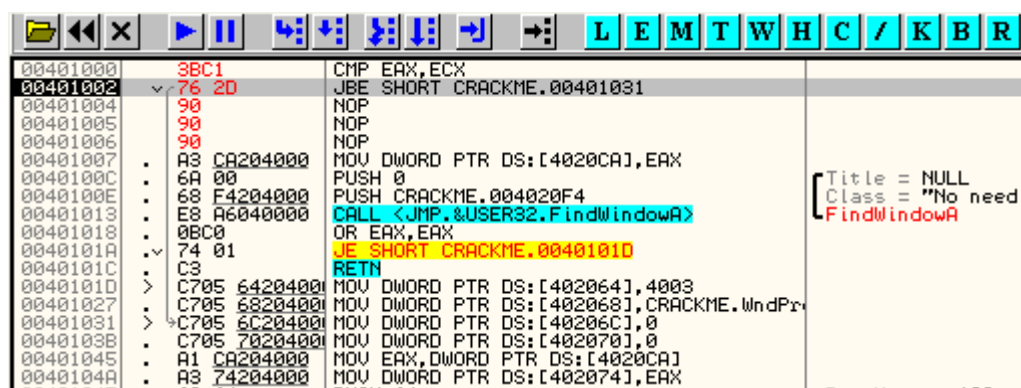 L E M T W H C / K B R
00401000 3BC1 CMP EAX,ECX
00401002 76 2D JBE SHORT CRACKME.00401031
00401004 90 NOP
00401005 90 NOP
00401006 90 NOP
00401007 . A3 CA204000 MOV DWORD PTR DS:[4020CA],EAX
0040100C . 6A 00 PUSH 0 Title = NULL
0040100E . 68 F4204000 PUSH CRACKME.004020F4 Class = "No need
00401013 . E8 A6040000 CALL <JMP.&USER32.FindWindowA> FindWindowA
00401018 . 0BC0 OR EAX,EAX
0040101A . 74 01 JE SHORT CRACKME.0040101D
0040101C . C3 RETN
0040101D > C705 64204000 MOV DWORD PTR DS:[402064],4003
00401027 . C705 68204000 MOV DWORD PTR DS:[402068],CRACKME.WndPr
00401031 > C705 6C204000 MOV DWORD PTR DS:[40206C],0
0040103B . C705 70204000 MOV DWORD PTR DS:[402070],0
00401045 . A1 CA204000 MOV EAX,DWORD PTR DS:[4020CA]
0040104A . A3 74204000 MOV DWORD PTR DS:[402074],EAX